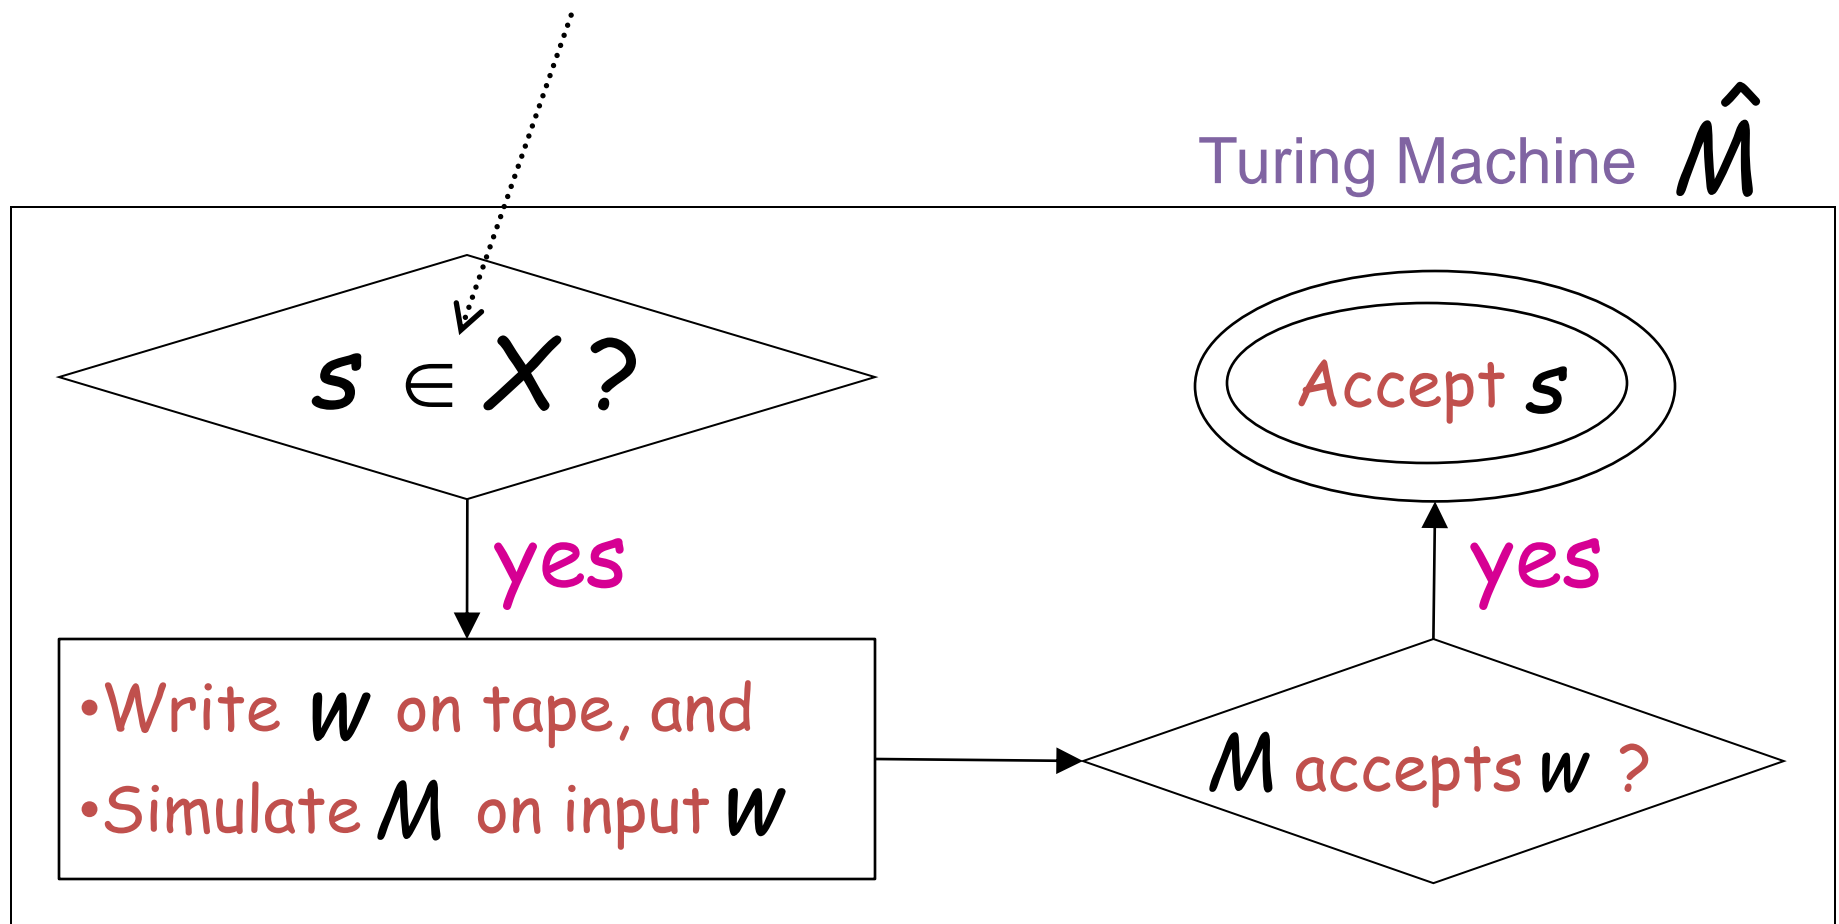 Turing Machine M̂
s ∈ X ?
Accept s
yes
yes
•Write w on tape, and
•Simulate M on input w
M accepts w ?